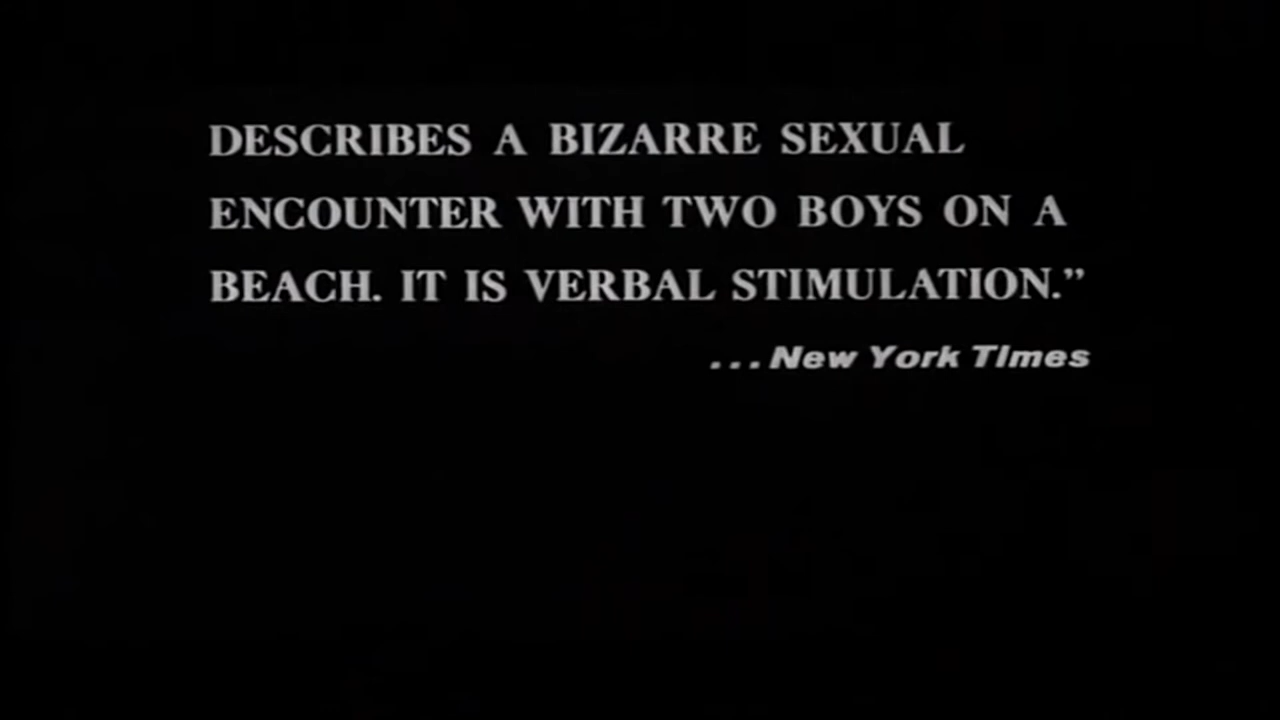 DESCRIBES A BIZARRE SEXUAL
ENCOUNTER WITH TWO BOYS ON A
BEACH. IT IS VERBAL STIMULATION.”
...New York Times